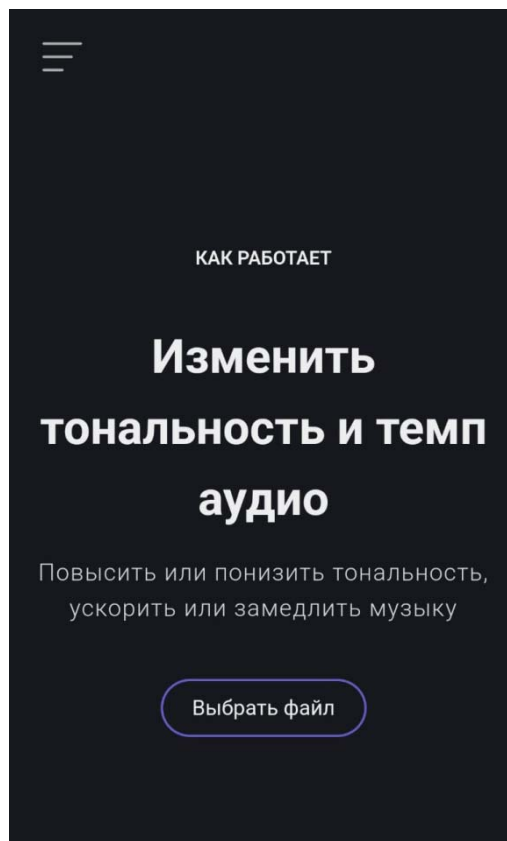 КАК РАБОТАЕТ
Изменить
тональность и темп
аудио
Повысить или понизить тональность,
ускорить или замедлить музыку
Выбрать файл